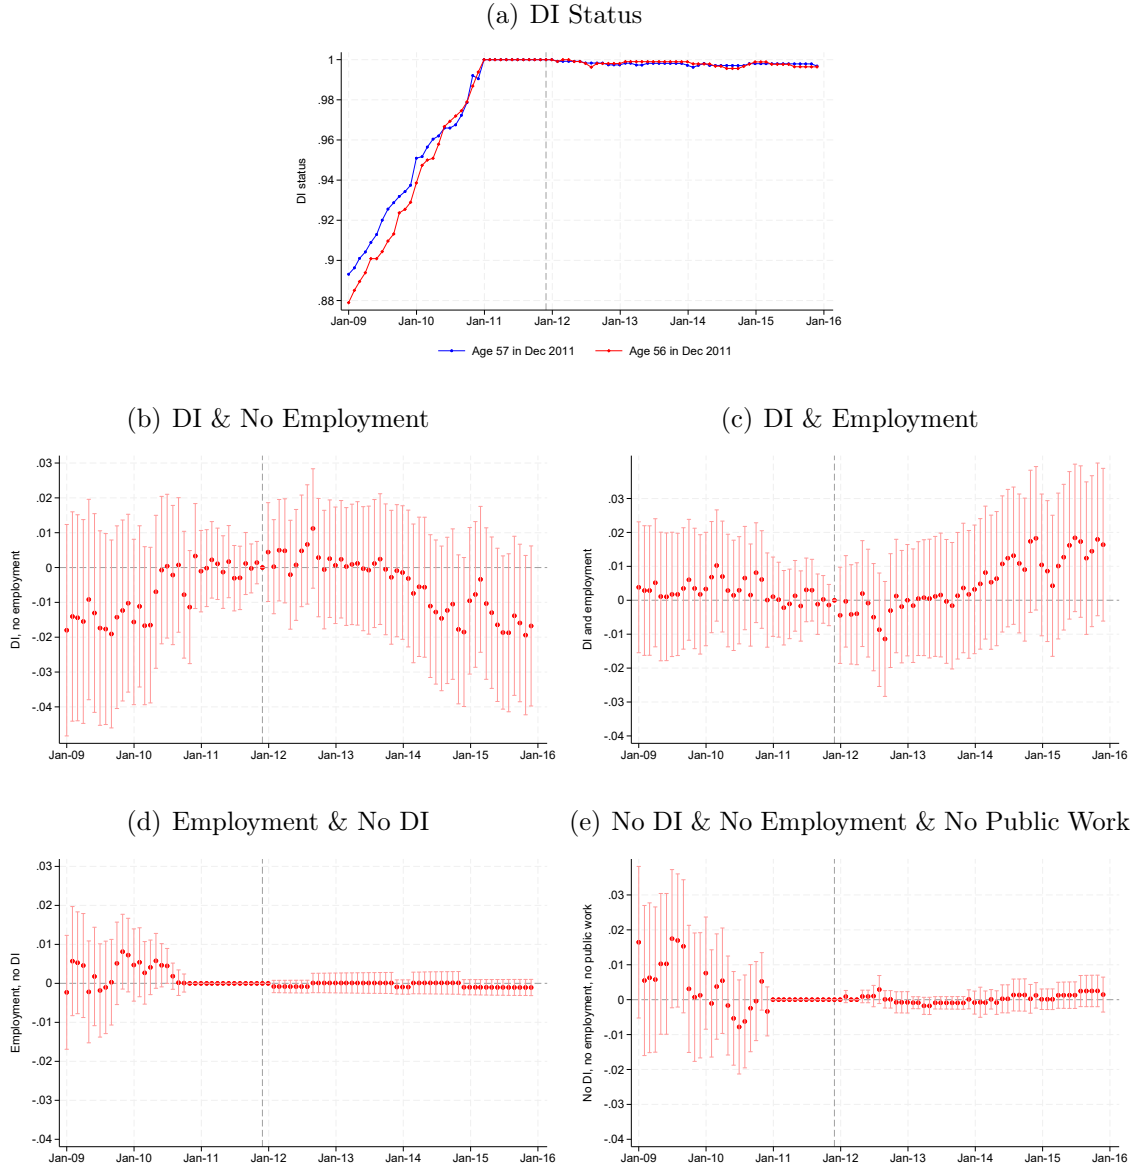 (a) DI Status
DI status
1
.98
.96
.94
.92
.9
.88
Jan-09 Jan-10 Jan-11 Jan-12 Jan-13 Jan-14 Jan-15 Jan-16
Age 57 in Dec 2011 Age 56 in Dec 2011
(b) DI & No Employment
DI, no employment
.03
.02
.01
0
-.01
-.02
-.03
-.04
Jan-09 Jan-10 Jan-11 Jan-12 Jan-13 Jan-14 Jan-15 Jan-16
(c) DI & Employment
DI and employment
.03
.02
.01
0
-.01
-.02
-.03
-.04
Jan-09 Jan-10 Jan-11 Jan-12 Jan-13 Jan-14 Jan-15 Jan-16
(d) Employment & No DI
Employment, no DI
.03
.02
.01
0
-.01
-.02
-.03
-.04
Jan-09 Jan-10 Jan-11 Jan-12 Jan-13 Jan-14 Jan-15 Jan-16
(e) No DI & No Employment & No Public Work
No DI, no employment, no public work
.03
.02
.01
0
-.01
-.02
-.03
-.04
Jan-09 Jan-10 Jan-11 Jan-12 Jan-13 Jan-14 Jan-15 Jan-16